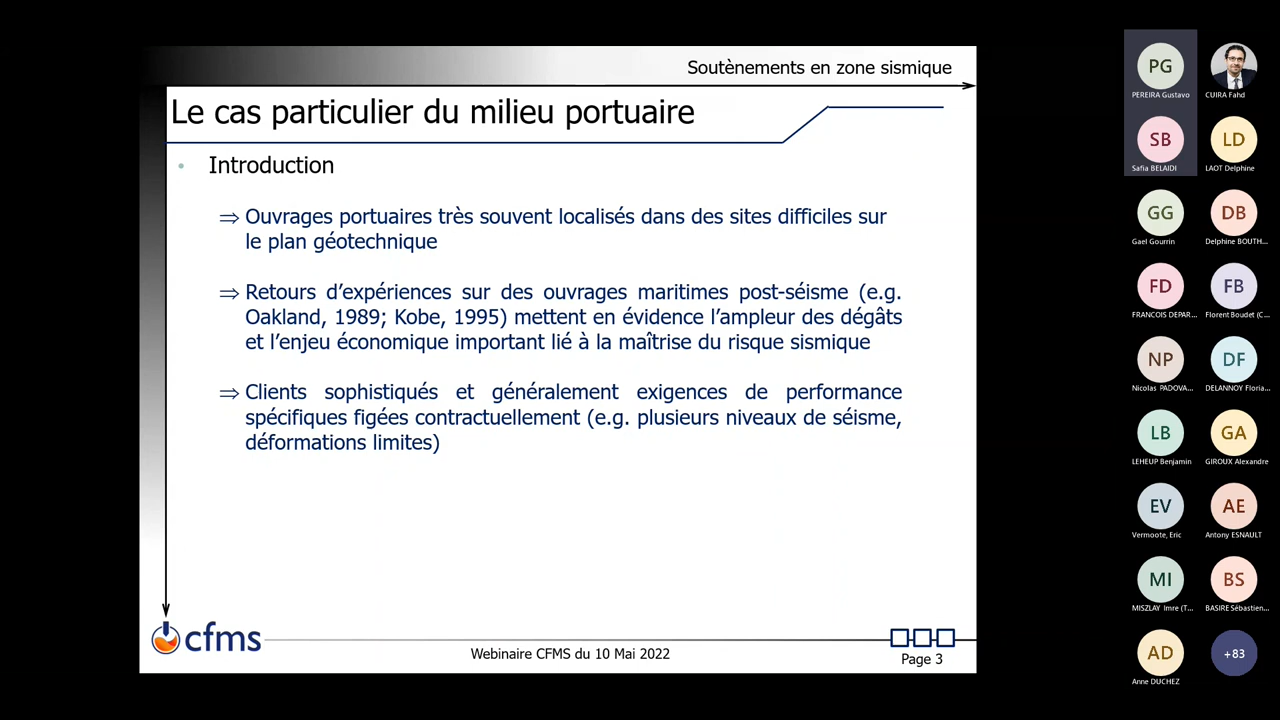 Soutènements en zone sismique
Le cas particulier du milieu portuaire
• Introduction
⇒ Ouvrages portuaires très souvent localisés dans des sites difficiles sur
le plan géotechnique
⇒ Retours d’expériences sur des ouvrages maritimes post-séisme (e.g.
Oakland, 1989; Kobe, 1995) mettent en évidence l’ampleur des dégâts
et l’enjeu économique important lié à la maîtrise du risque sismique
⇒ Clients sophistiqués et généralement exigences de performance
spécifiques figées contractuellement (e.g. plusieurs niveaux de séisme,
déformations limites)
cfms
Webinaire CFMS du 10 Mai 2022
Page 3
PG
PEREIRA Gustavo
CUIRA Fahd
SB
Safia BELAIDI
LD
LAOT Delphine
GG
Gael Gourrin
DB
Delphine BOUTH...
FD
FRANCOIS DEPAR...
FB
Florent Boudet (C...
NP
Nicolas PADOVA...
DF
DELANNOY Floria...
LB
LEHEUP Benjamin
GA
GIROUX Alexandre
EV
Vermoote, Eric
AE
Antony ESNAULT
MI
MISZLAY Imre (T...
BS
BASIRE Sébastien...
AD
Anne DUCHEZ
+83